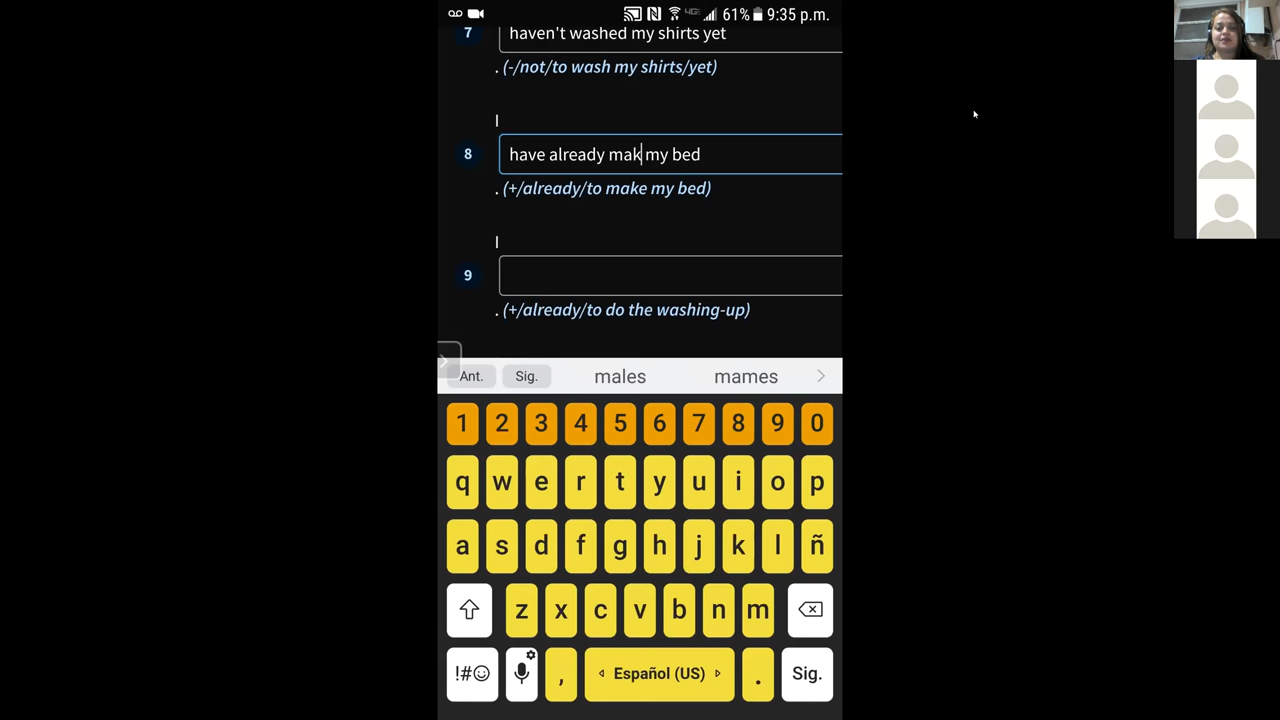 4G 61% 9:35 p.m.
7 haven't washed my shirts yet
. (-/not/to wash my shirts/yet)
I
8 have already mak my bed
. (+/already/to make my bed)
I
9
. (+/already/to do the washing-up)
Ant. Sig. males mames
1 2 3 4 5 6 7 8 9 0
q w e r t y u i o p
a s d f g h j k l ñ
z x c v b n m
!#☺ , Español (US) . Sig.